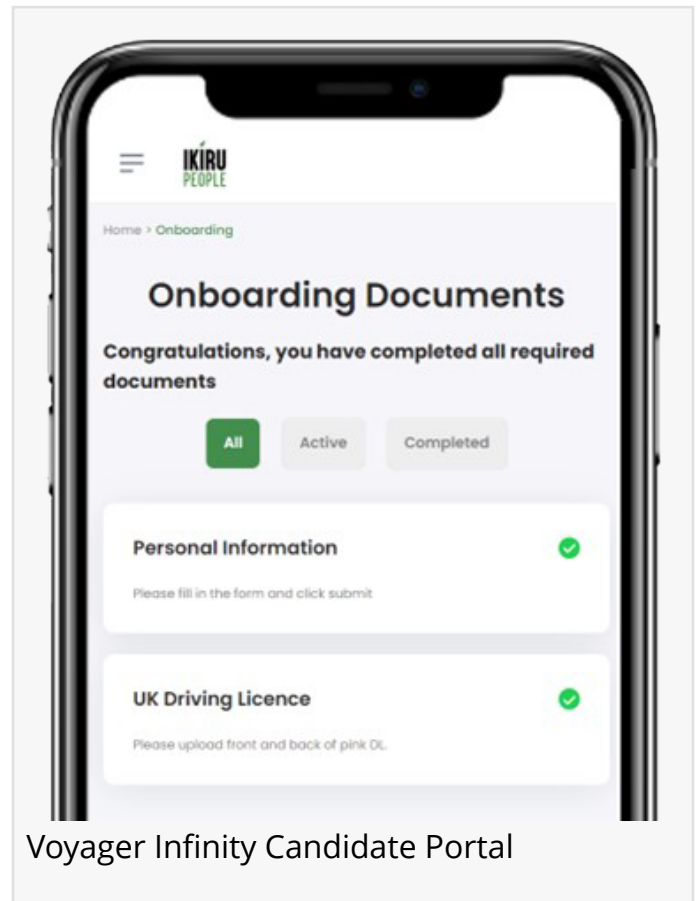 IKIRU
PEOPLE
Home > Onboarding
Onboarding Documents
Congratulations, you have completed all required
documents
All Active Completed
Personal Information
Please fill in the form and click submit
UK Driving Licence
Please upload front and back of pink DL.
Voyager Infinity Candidate Portal